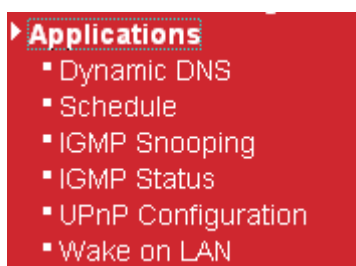 Applications
Dynamic DNS
Schedule
IGMP Snooping
IGMP Status
UPnP Configuration
Wake on LAN